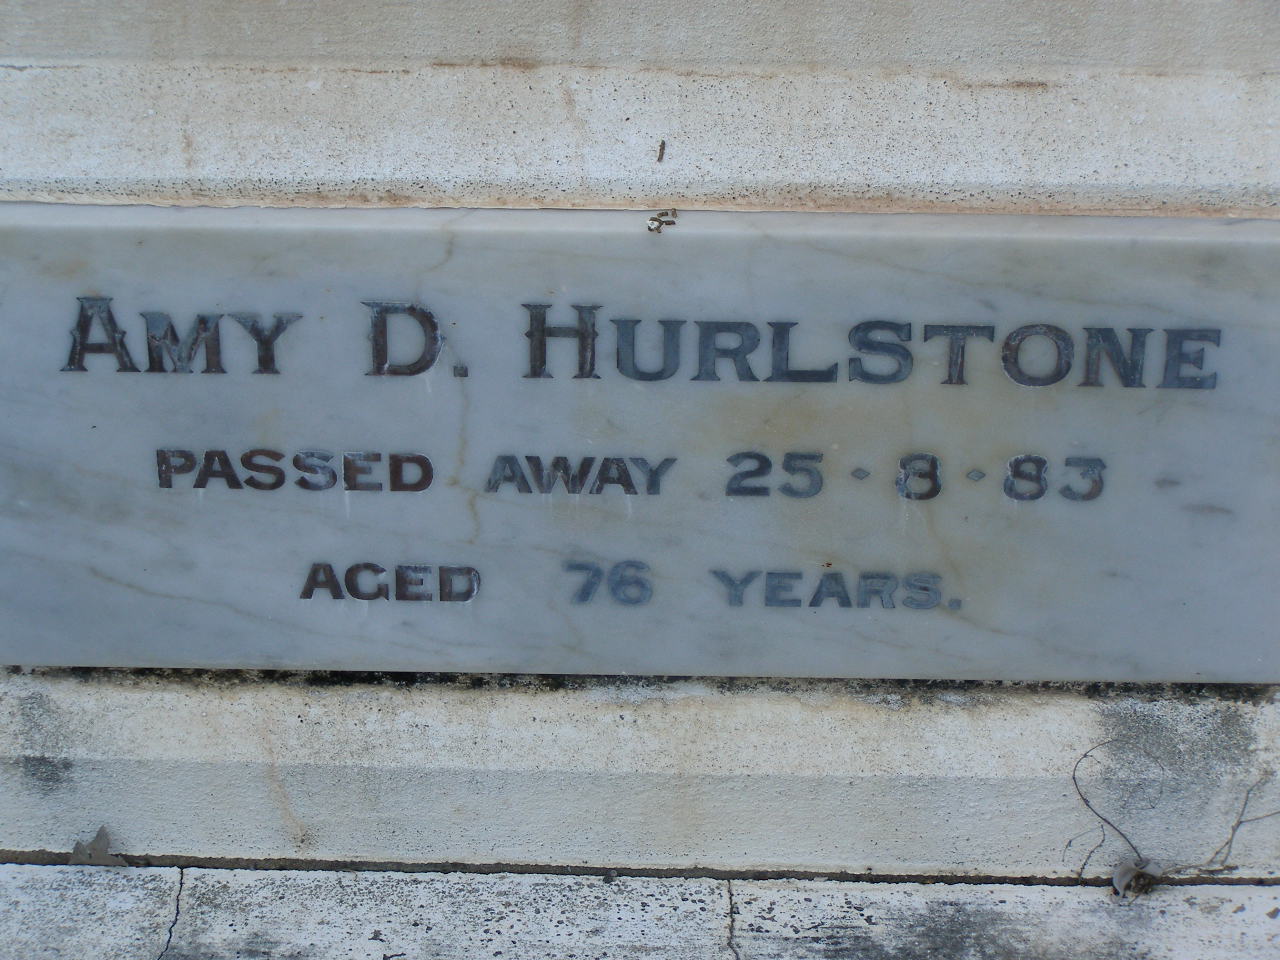 AMY D. HURLSTONE
PASSED AWAY 25·8·83
AGED 76 YEARS.